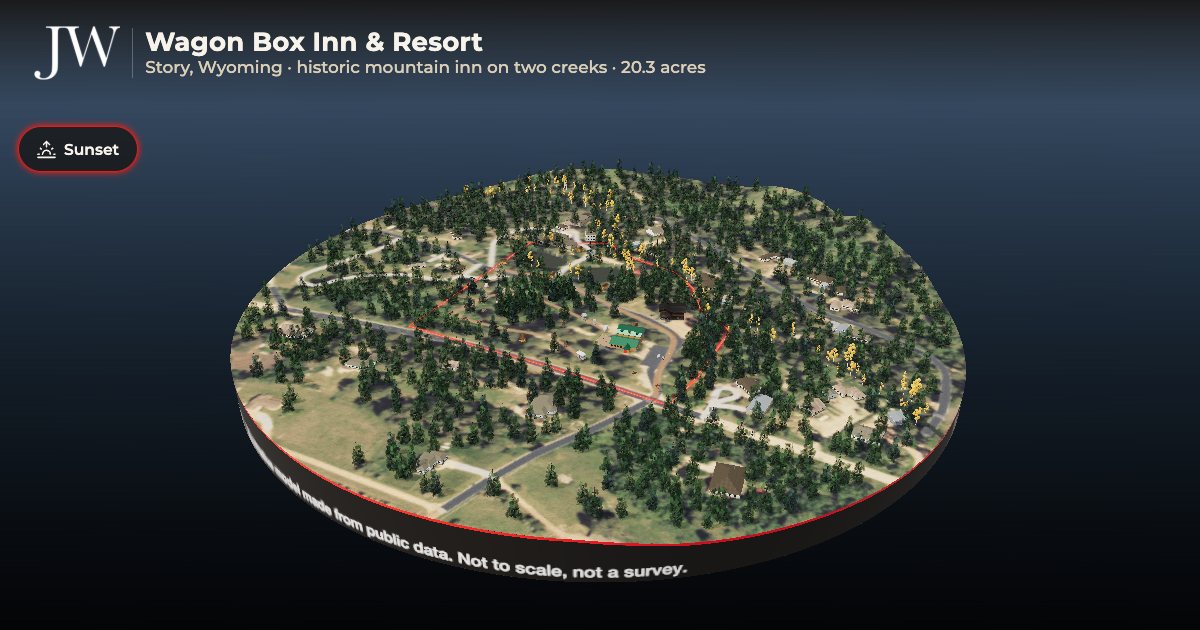 JW
Wagon Box Inn & Resort
Story, Wyoming · historic mountain inn on two creeks · 20.3 acres
Sunset
model made from public data. Not to scale, not a survey.